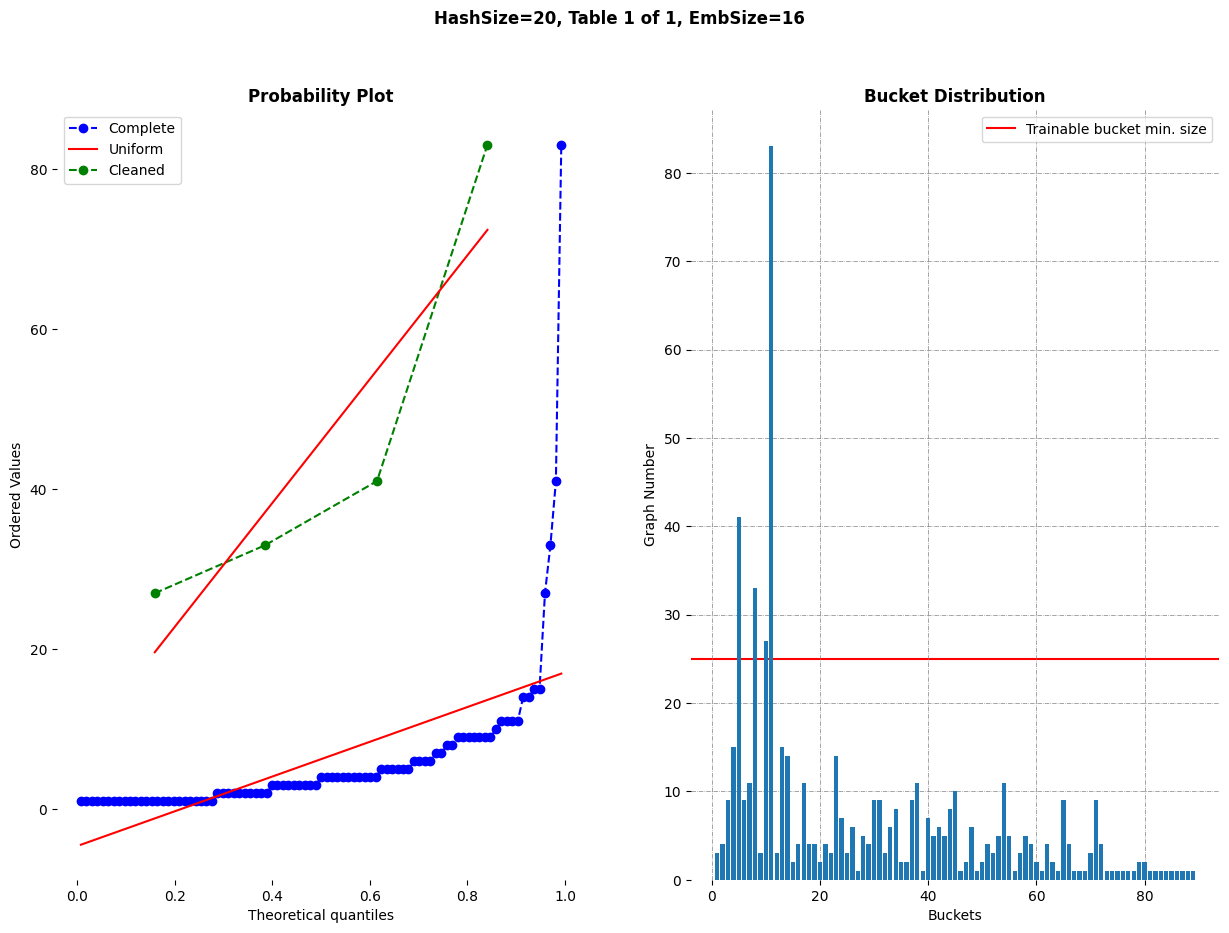 HashSize=20, Table 1 of 1, EmbSize=16
Probability Plot
Complete
Uniform
Cleaned
80
60
40
20
0
Ordered Values
0.0 0.2 0.4 0.6 0.8 1.0
Theoretical quantiles
Bucket Distribution
Trainable bucket min. size
80
70
60
50
40
30
20
10
0
Graph Number
0 20 40 60 80
Buckets